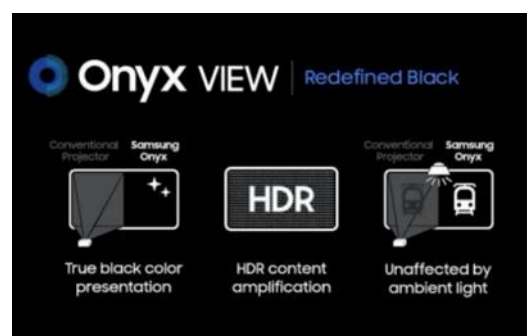 Onyx VIEW | Redefined Black
Conventional Projector
Samsung Onyx
HDR
Conventional Projector
Samsung Onyx
True black color
presentation
HDR content
amplification
Unaffected by
ambient light